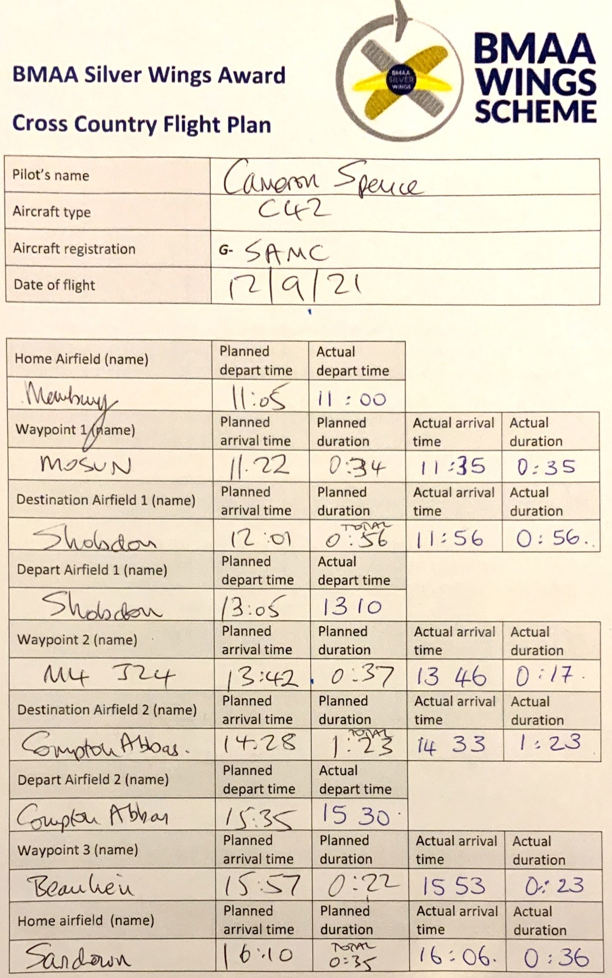 BMAA Silver Wings Award
Cross Country Flight Plan
BMAA
SILVER
WINGS
BMAA
WINGS
SCHEME
Pilot's name Cameron Spence
Aircraft type C42
Aircraft registration G- SAMC
Date of flight 12/9/21
Home Airfield (name) Planned depart time Actual depart time
Newbury 11:05 11:00
Waypoint 1 (name) Planned arrival time Planned duration Actual arrival time Actual duration
MOSUN 11.22 0:34 11:35 0:35
Destination Airfield 1 (name) Planned arrival time Planned duration Actual arrival time Actual duration
Shobdon 12:01 TOTAL 0:56 11:56 0:56.
Depart Airfield 1 (name) Planned depart time Actual depart time
Shobdon 13:05 13 10
Waypoint 2 (name) Planned arrival time Planned duration Actual arrival time Actual duration
M4 J24 13:42 0:37 13 46 0:17.
Destination Airfield 2 (name) Planned arrival time Planned duration Actual arrival time Actual duration
Compton Abbas. 14:28 TOTAL 1:23 14 33 1:23
Depart Airfield 2 (name) Planned depart time Actual depart time
Compton Abbas 15:35 15 30.
Waypoint 3 (name) Planned arrival time Planned duration Actual arrival time Actual duration
Beaulieu 15:57 0:22 15 53 0:23
Home airfield (name) Planned arrival time Planned duration Actual arrival time Actual duration
Sandown 16:10 TOTAL 0:35 16:06. 0:36